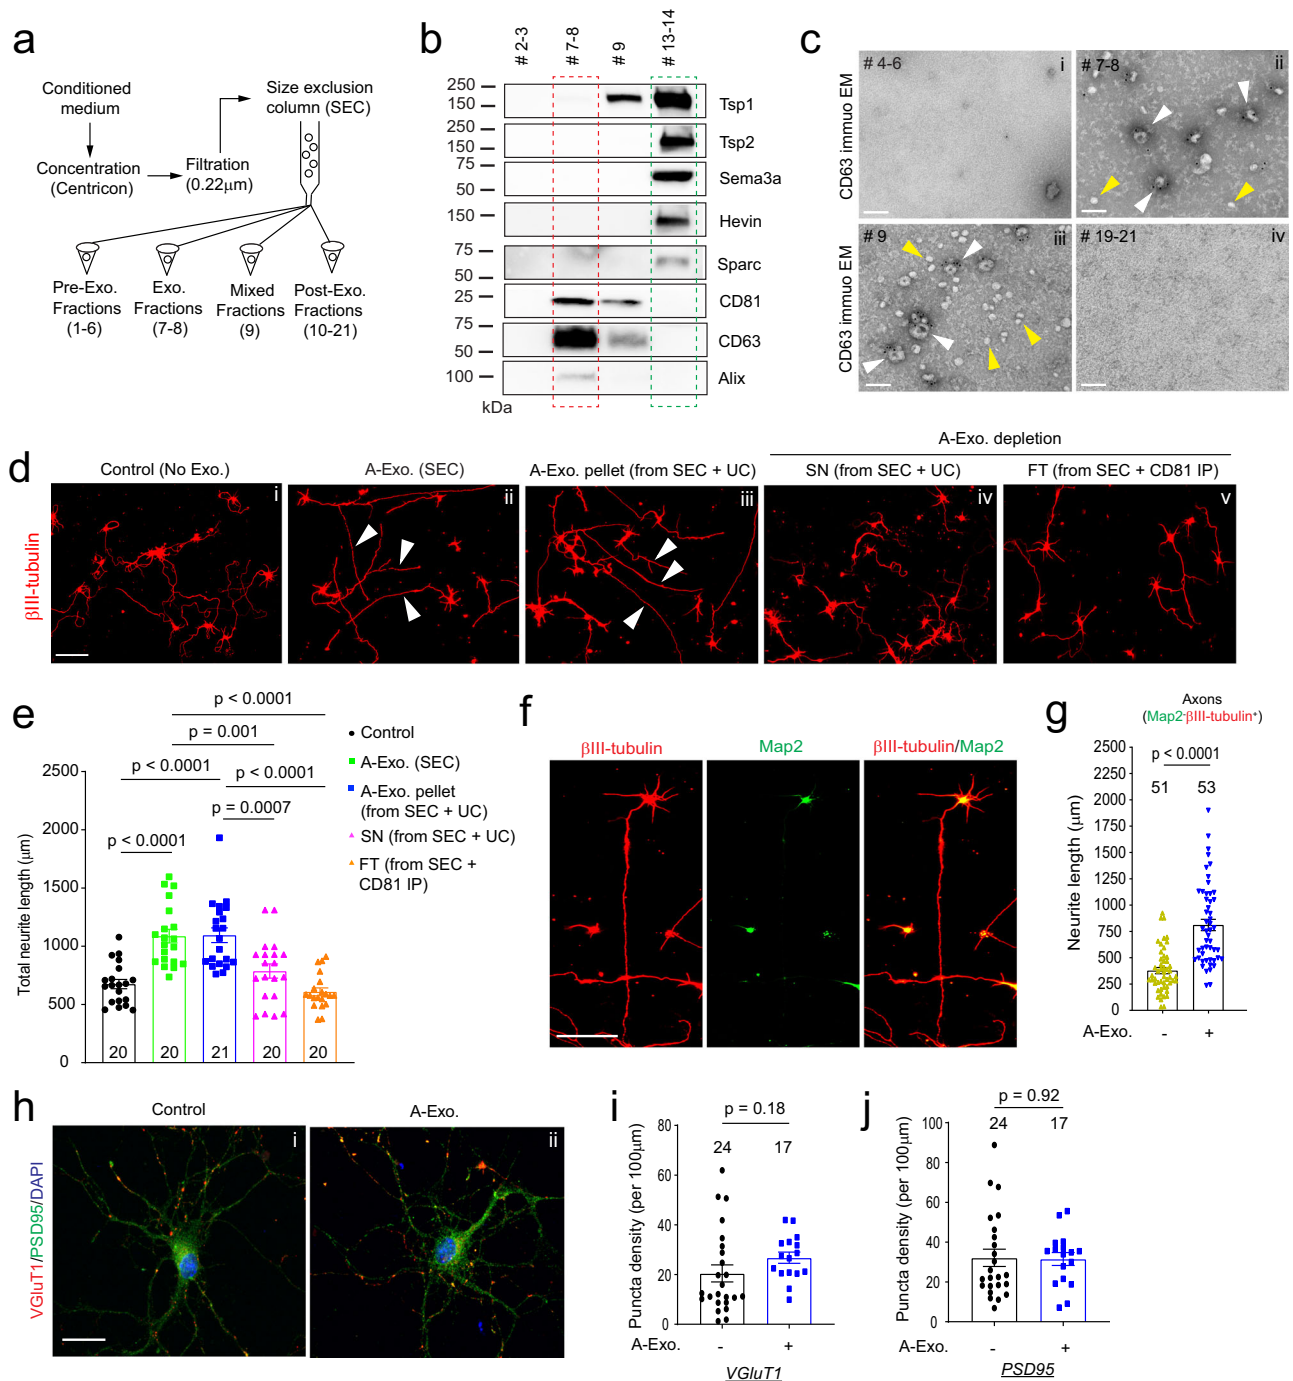 a
Conditioned
medium
Concentration
(Centricon)
Filtration
(0.22μm)
Size exclusion
column (SEC)
Pre-Exo.
Fractions
(1-6)
Exo.
Fractions
(7-8)
Mixed
Fractions
(9)
Post-Exo.
Fractions
(10-21)
b
# 2-3
# 7-8
# 9
# 13-14
250
150
Tsp1
250
150
Tsp2
75
50
Sema3a
150
Hevin
75
50
Sparc
25
CD81
75
50
CD63
100
Alix
kDa
c
CD63 immuo EM
# 4-6
i
# 7-8
ii
CD63 immuo EM
# 9
iii
# 19-21
iv
d
A-Exo. depletion
Control (No Exo.)
A-Exo. (SEC)
A-Exo. pellet (from SEC + UC)
SN (from SEC + UC)
FT (from SEC + CD81 IP)
βIII-tubulin
i
ii
iii
iv
v
e
p < 0.0001
p = 0.001
p < 0.0001
p < 0.0001
p = 0.0007
p < 0.0001
Total neurite length (μm)
2500
2000
1500
1000
500
0
20
20
21
20
20
Control
A-Exo. (SEC)
A-Exo. pellet
(from SEC + UC)
SN (from SEC + UC)
FT (from SEC +
CD81 IP)
f
βIII-tubulin
Map2
βIII-tubulin/Map2
g
Axons
(Map2-βIII-tubulin+)
p < 0.0001
51
53
Neurite length (μm)
2500
2250
2000
1750
1500
1250
1000
750
500
250
0
A-Exo.
-
+
h
Control
A-Exo.
VGluT1/PSD95/DAPI
i
ii
i
p = 0.18
24
17
Puncta density (per 100μm)
80
60
40
20
0
A-Exo.
-
+
VGluT1
j
p = 0.92
24
17
Puncta density (per 100μm)
100
80
60
40
20
0
A-Exo.
-
+
PSD95